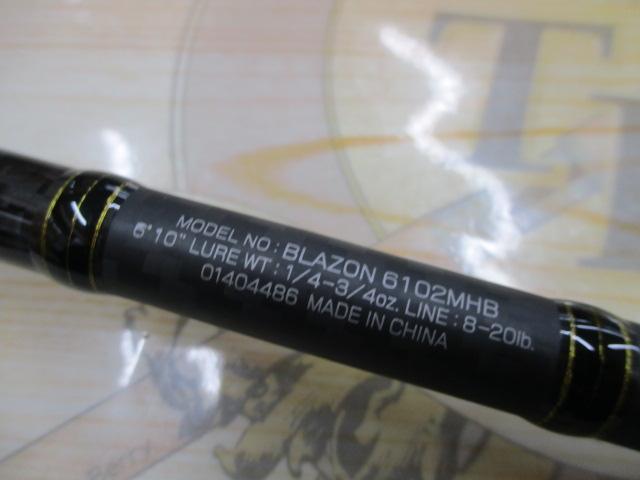 MODEL NO : BLAZON 6102MHB
6'10" LURE WT : 1/4-3/4oz. LINE : 8-20lb.
01404486 MADE IN CHINA
T
Berry